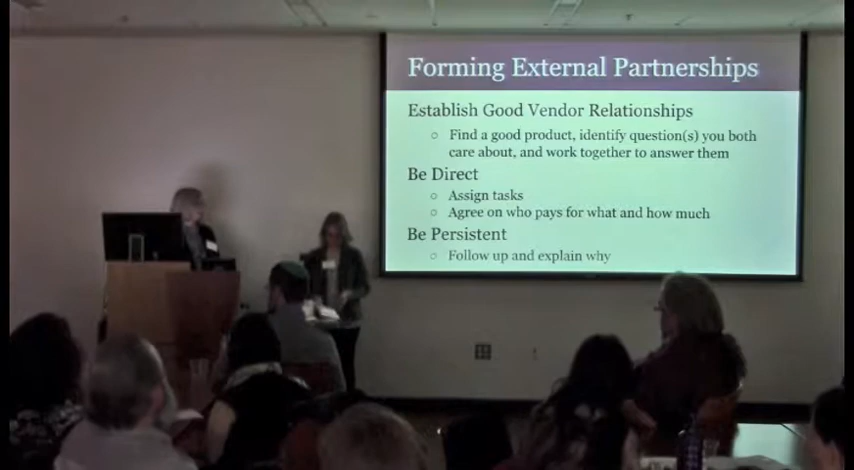 Forming External Partnerships
Establish Good Vendor Relationships
○ Find a good product, identify question(s) you both
care about, and work together to answer them
Be Direct
○ Assign tasks
○ Agree on who pays for what and how much
Be Persistent
○ Follow up and explain why